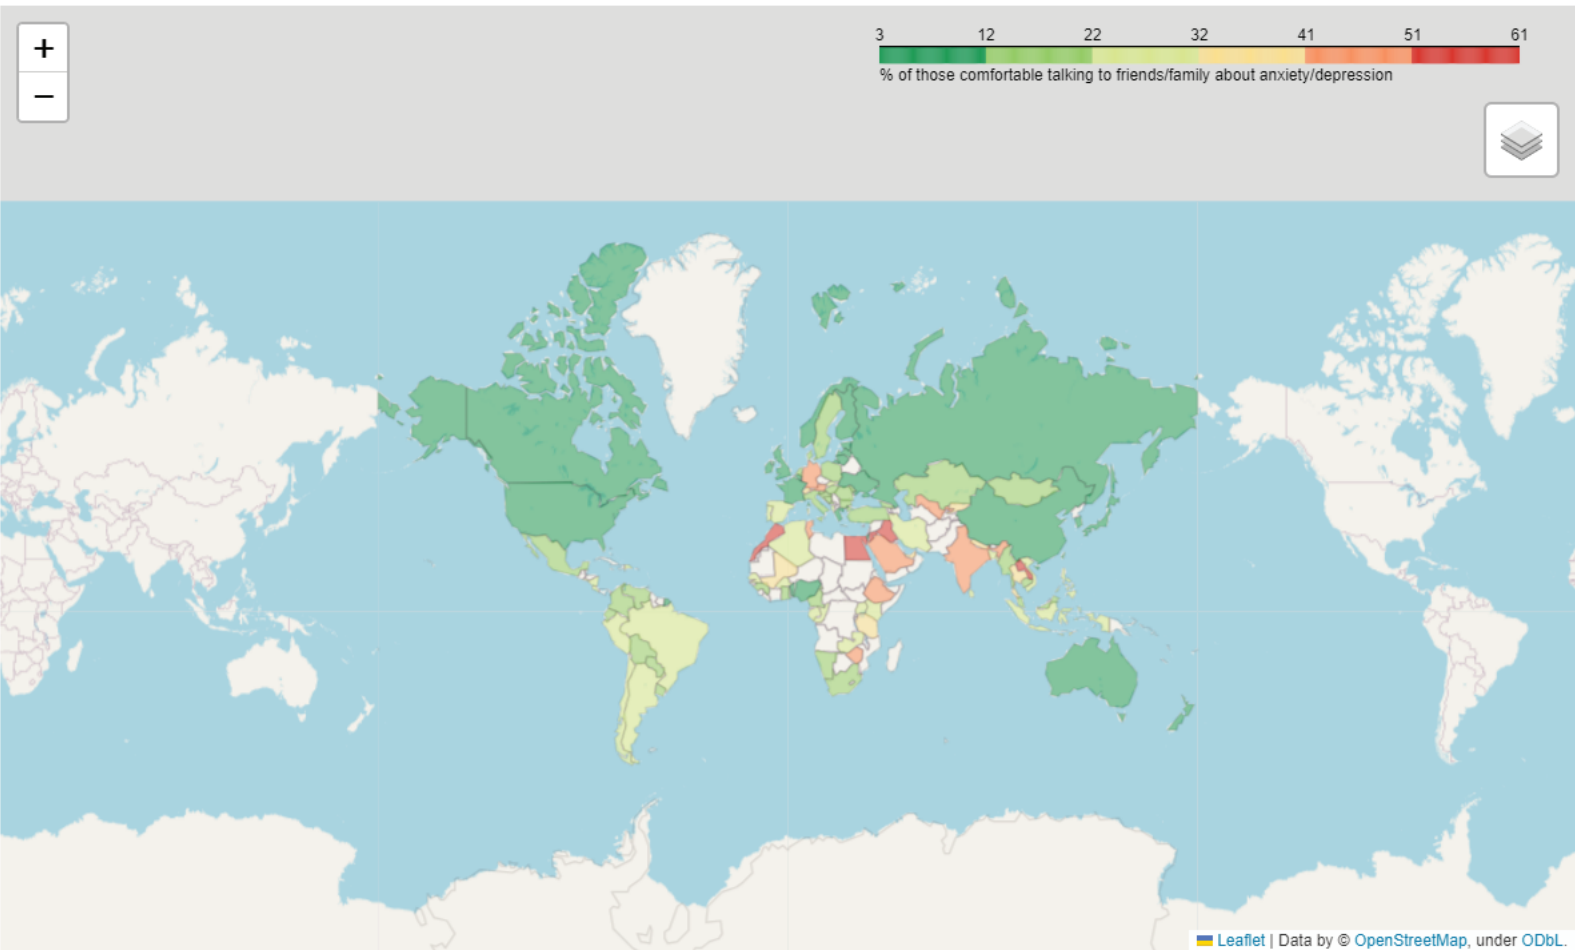 +
3 12 22 32 41 51 61
% of those comfortable talking to friends/family about anxiety/depression
−
Leaflet | Data by © OpenStreetMap, under ODbL.